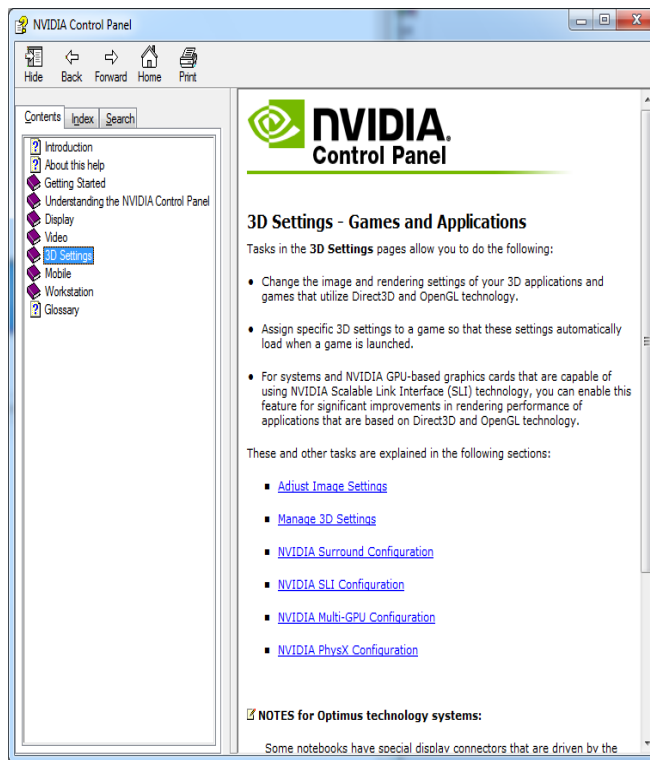 NVIDIA Control Panel
Hide Back Forward Home Print
Contents Index Search
Introduction
About this help
Getting Started
Understanding the NVIDIA Control Panel
Display
Video
3D Settings
Mobile
Workstation
Glossary
NVIDIA.
Control Panel
3D Settings - Games and Applications
Tasks in the 3D Settings pages allow you to do the following:
• Change the image and rendering settings of your 3D applications and
games that utilize Direct3D and OpenGL technology.
• Assign specific 3D settings to a game so that these settings automatically
load when a game is launched.
• For systems and NVIDIA GPU-based graphics cards that are capable of
using NVIDIA Scalable Link Interface (SLI) technology, you can enable this
feature for significant improvements in rendering performance of
applications that are based on Direct3D and OpenGL technology.
These and other tasks are explained in the following sections:
▪ Adjust Image Settings
▪ Manage 3D Settings
▪ NVIDIA Surround Configuration
▪ NVIDIA SLI Configuration
▪ NVIDIA Multi-GPU Configuration
▪ NVIDIA PhysX Configuration
NOTES for Optimus technology systems:
Some notebooks have special display connectors that are driven by the